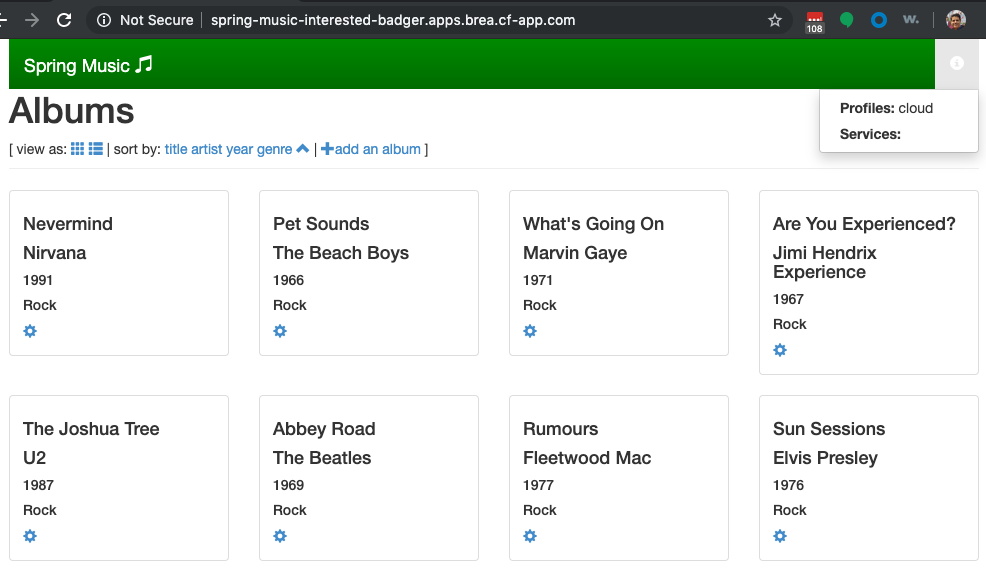 Not Secure | spring-music-interested-badger.apps.brea.cf-app.com
108
w.
Spring Music
Profiles: cloud
Services:
Albums
[ view as: | sort by: title artist year genre | add an album ]
Nevermind
Nirvana
1991
Rock
Pet Sounds
The Beach Boys
1966
Rock
What's Going On
Marvin Gaye
1971
Rock
Are You Experienced?
Jimi Hendrix
Experience
1967
Rock
The Joshua Tree
U2
1987
Rock
Abbey Road
The Beatles
1969
Rock
Rumours
Fleetwood Mac
1977
Rock
Sun Sessions
Elvis Presley
1976
Rock